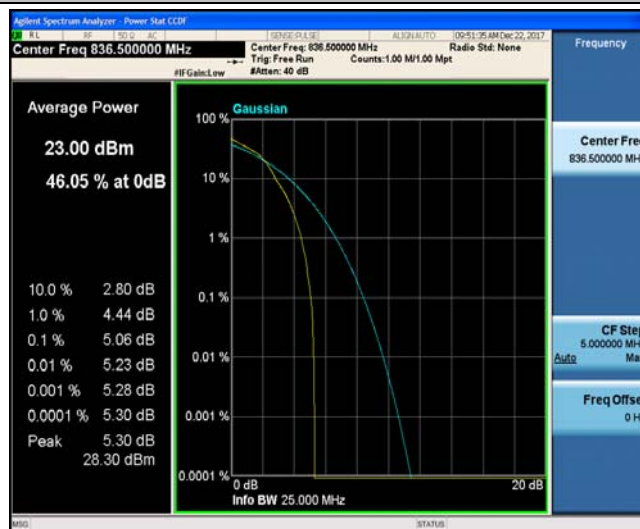 Agilent Spectrum Analyzer - Power Stat CCDF
RL RF 50 Ω AC SENSE:PULSE ALIGN AUTO 09:51:35 AM Dec 22, 2017
Center Freq 836.500000 MHz
Center Freq: 836.500000 MHz Radio Std: None
Trig: Free Run Counts:1.00 M/1.00 Mpt
#IFGain:Low #Atten: 40 dB
Frequency
Average Power
23.00 dBm
46.05 % at 0dB
10.0 % 2.80 dB
1.0 % 4.44 dB
0.1 % 5.06 dB
0.01 % 5.23 dB
0.001 % 5.28 dB
0.0001 % 5.30 dB
Peak 5.30 dB
28.30 dBm
Gaussian
100 %
10 %
1 %
0.1 %
0.01 %
0.001 %
0.0001 %
0 dB 20 dB
Info BW 25.000 MHz
Center Fre
836.500000 MH
CF Step
5.000000 MH
Auto Ma
Freq Offse
0 H
MSG STATUS